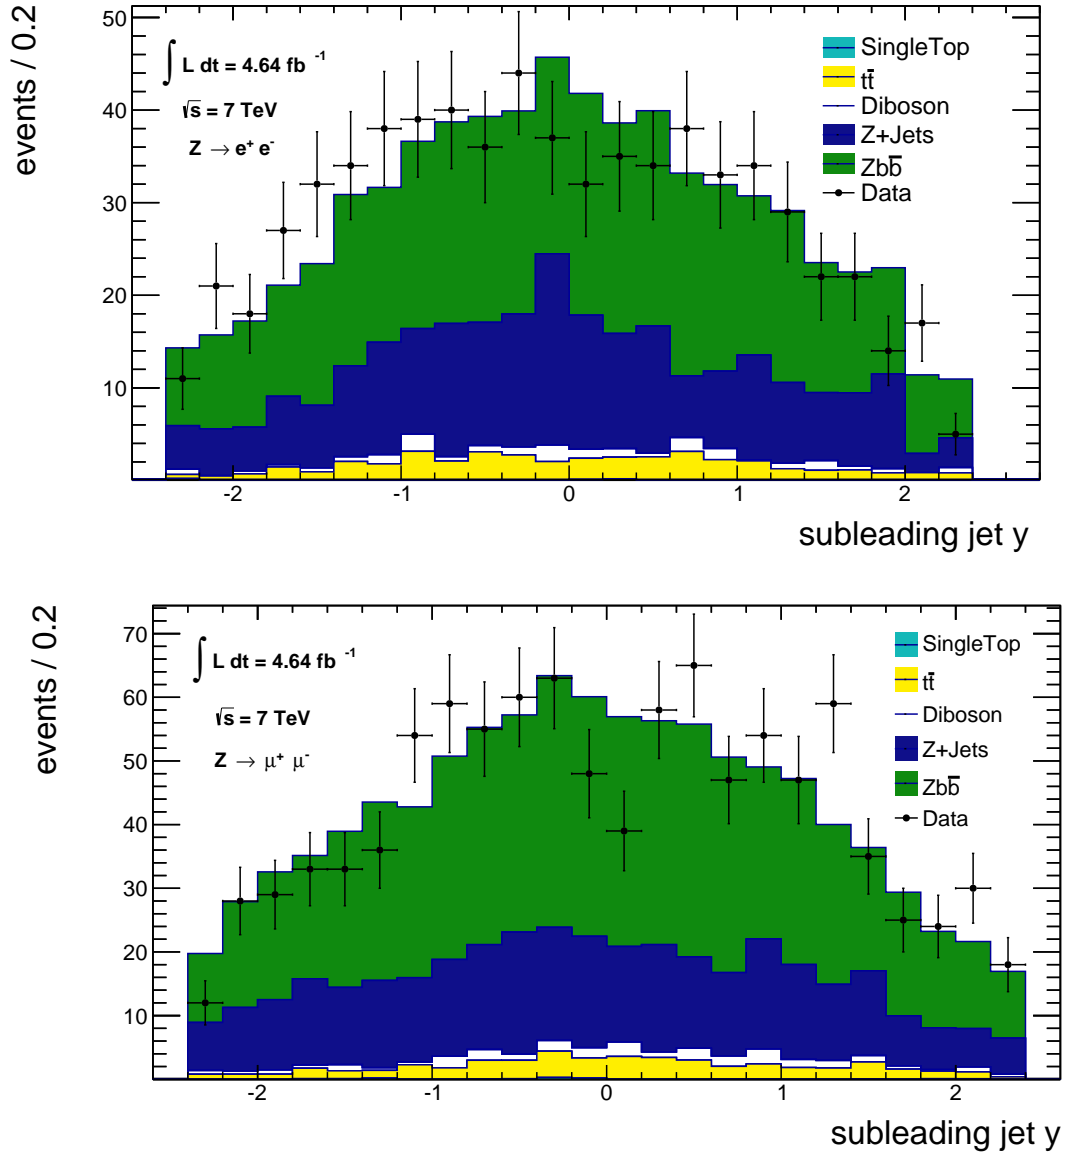 events / 0.2
50
40
30
20
10
∫ L dt = 4.64 fb⁻¹
√s = 7 TeV
Z → e⁺ e⁻
SingleTop
tt̄
Diboson
Z+Jets
Zbb̄
Data
-2 -1 0 1 2
subleading jet y
events / 0.2
70
60
50
40
30
20
10
∫ L dt = 4.64 fb⁻¹
√s = 7 TeV
Z → μ⁺ μ⁻
SingleTop
tt̄
Diboson
Z+Jets
Zbb̄
Data
-2 -1 0 1 2
subleading jet y